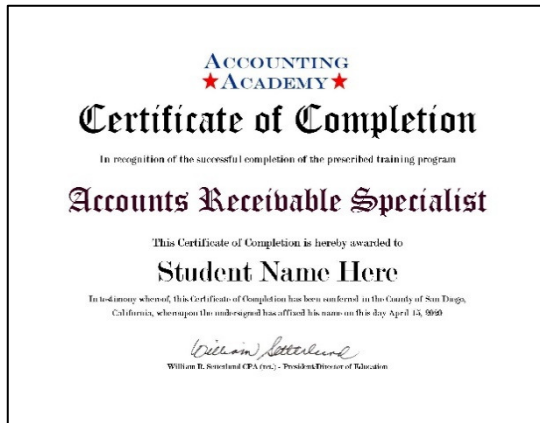 ACCOUNTING
★ACADEMY★
Certificate of Completion
In recognition of the successful completion of the prescribed training program
Accounts Receivable Specialist
This Certificate of Completion is hereby awarded to
Student Name Here
In testimony whereof, this Certificate of Completion has been conferred in the County of San Diego,
California, whereupon the undersigned has affixed his name on this day April 15, 2020
William Setterlund
William R. Setterlund CPA (ret.) - President/Director of Education